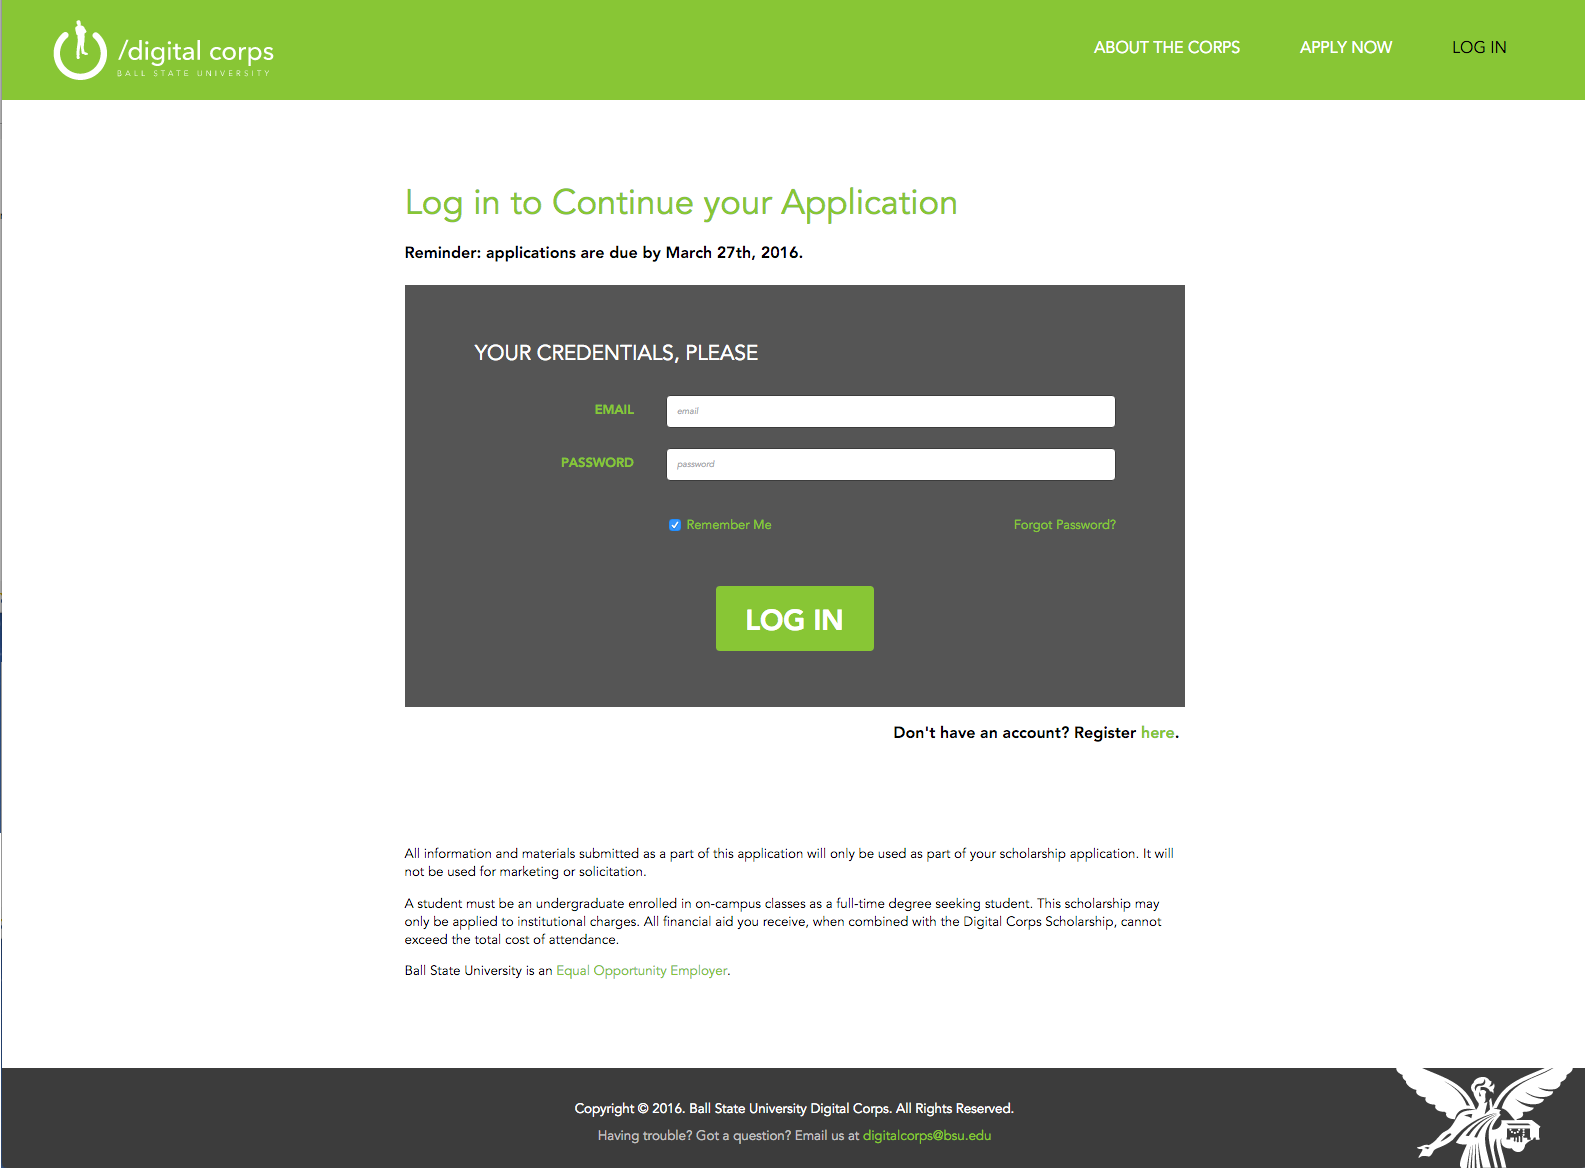 /digital corps
BALL STATE UNIVERSITY
ABOUT THE CORPS
APPLY NOW
LOG IN
Log in to Continue your Application
Reminder: applications are due by March 27th, 2016.
YOUR CREDENTIALS, PLEASE
EMAIL
email
PASSWORD
password
Remember Me
Forgot Password?
LOG IN
Don't have an account? Register here.
All information and materials submitted as a part of this application will only be used as part of your scholarship application. It will
not be used for marketing or solicitation.
A student must be an undergraduate enrolled in on-campus classes as a full-time degree seeking student. This scholarship may
only be applied to institutional charges. All financial aid you receive, when combined with the Digital Corps Scholarship, cannot
exceed the total cost of attendance.
Ball State University is an Equal Opportunity Employer.
Copyright © 2016. Ball State University Digital Corps. All Rights Reserved.
Having trouble? Got a question? Email us at digitalcorps@bsu.edu